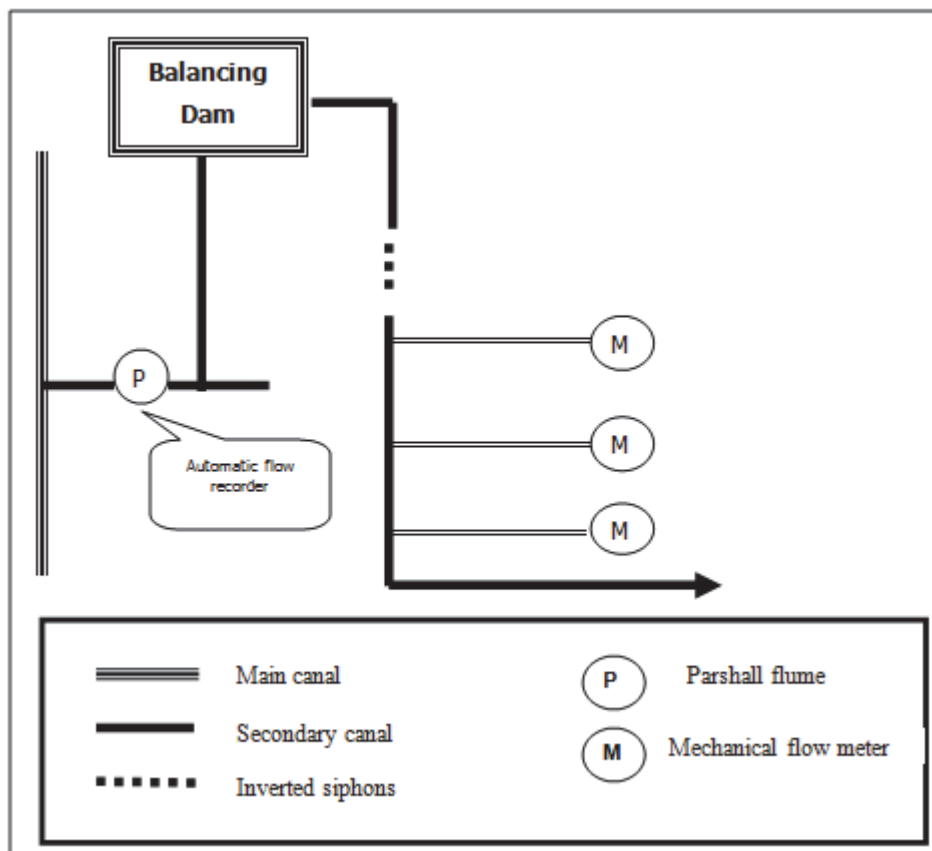 Balancing
Dam
M
P
M
Automatic flow
recorder
M
Main canal
P
Parshall flume
Secondary canal
M
Mechanical flow meter
Inverted siphons